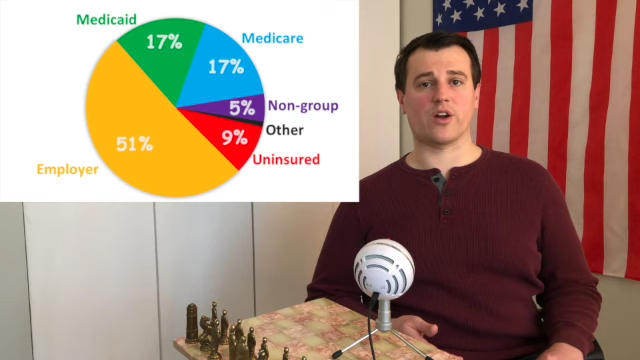 Medicaid
17%
Medicare
17%
5%
Non-group
Other
9%
Uninsured
51%
Employer